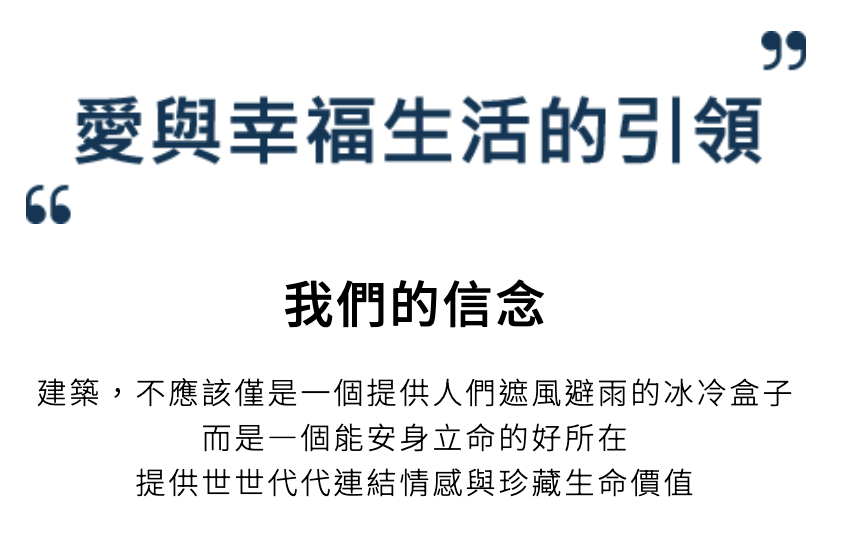 ”
愛與幸福生活的引領
“
我們的信念
建築，不應該僅是一個提供人們遮風避雨的冰冷盒子
而是一個能安身立命的好所在
提供世世代代連結情感與珍藏生命價值